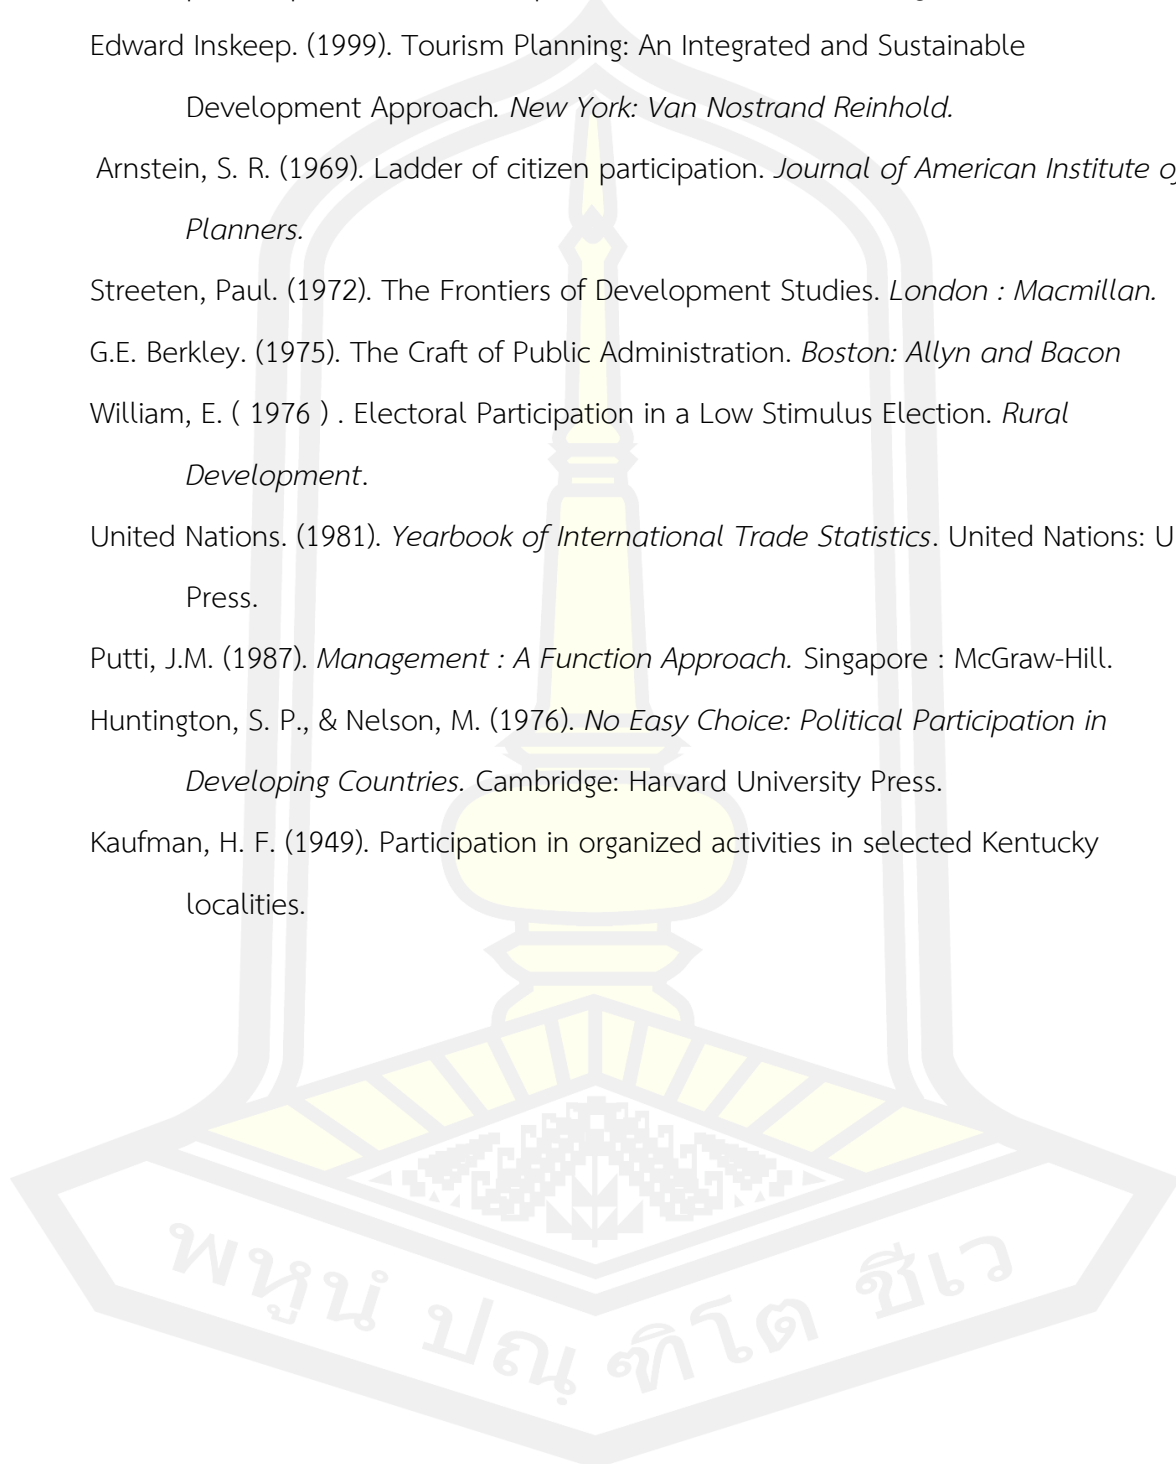 Edward Inskeep. (1999). Tourism Planning: An Integrated and Sustainable
Development Approach. New York: Van Nostrand Reinhold.
Arnstein, S. R. (1969). Ladder of citizen participation. Journal of American Institute of
Planners.
Streeten, Paul. (1972). The Frontiers of Development Studies. London : Macmillan.
G.E. Berkley. (1975). The Craft of Public Administration. Boston: Allyn and Bacon
William, E. ( 1976 ) . Electoral Participation in a Low Stimulus Election. Rural
Development.
United Nations. (1981). Yearbook of International Trade Statistics. United Nations: U
Press.
Putti, J.M. (1987). Management : A Function Approach. Singapore : McGraw-Hill.
Huntington, S. P., & Nelson, M. (1976). No Easy Choice: Political Participation in
Developing Countries. Cambridge: Harvard University Press.
Kaufman, H. F. (1949). Participation in organized activities in selected Kentucky
localities.
พหูนํ ปณฺฑิโต ชีเว